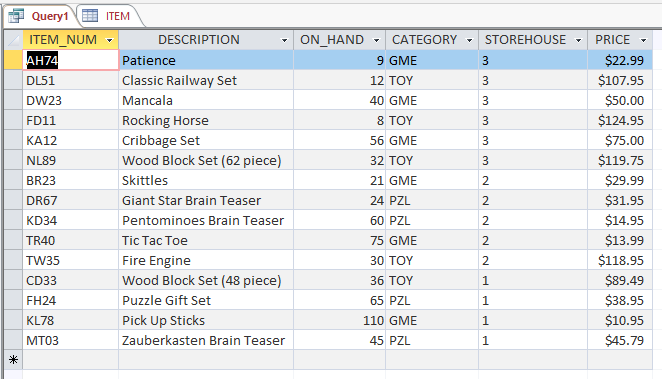 Query1 ITEM
ITEM_NUM DESCRIPTION ON_HAND CATEGORY STOREHOUSE PRICE
AH74 Patience 9 GME 3 $22.99
DL51 Classic Railway Set 12 TOY 3 $107.95
DW23 Mancala 40 GME 3 $50.00
FD11 Rocking Horse 8 TOY 3 $124.95
KA12 Cribbage Set 56 GME 3 $75.00
NL89 Wood Block Set (62 piece) 32 TOY 3 $119.75
BR23 Skittles 21 GME 2 $29.99
DR67 Giant Star Brain Teaser 24 PZL 2 $31.95
KD34 Pentominoes Brain Teaser 60 PZL 2 $14.95
TR40 Tic Tac Toe 75 GME 2 $13.99
TW35 Fire Engine 30 TOY 2 $118.95
CD33 Wood Block Set (48 piece) 36 TOY 1 $89.49
FH24 Puzzle Gift Set 65 PZL 1 $38.95
KL78 Pick Up Sticks 110 GME 1 $10.95
MT03 Zauberkasten Brain Teaser 45 PZL 1 $45.79